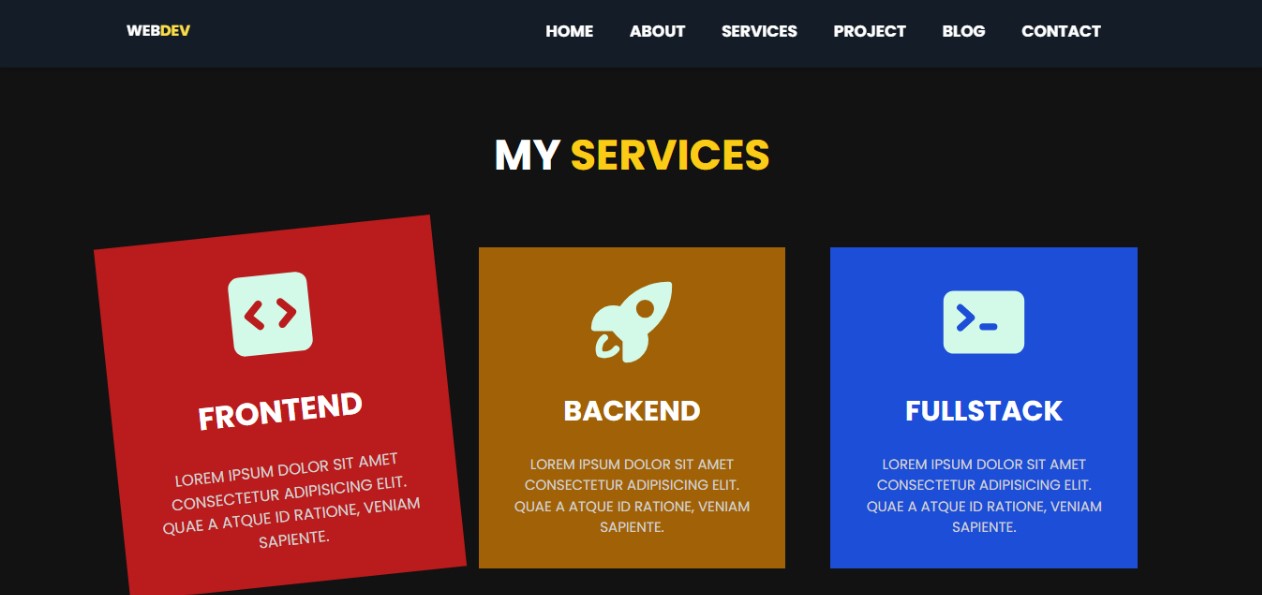 WEBDEV
HOME ABOUT SERVICES PROJECT BLOG CONTACT
MY SERVICES
FRONTEND
LOREM IPSUM DOLOR SIT AMET
CONSECTETUR ADIPISICING ELIT.
QUAE A ATQUE ID RATIONE, VENIAM
SAPIENTE.
BACKEND
LOREM IPSUM DOLOR SIT AMET
CONSECTETUR ADIPISICING ELIT.
QUAE A ATQUE ID RATIONE, VENIAM
SAPIENTE.
FULLSTACK
LOREM IPSUM DOLOR SIT AMET
CONSECTETUR ADIPISICING ELIT.
QUAE A ATQUE ID RATIONE, VENIAM
SAPIENTE.